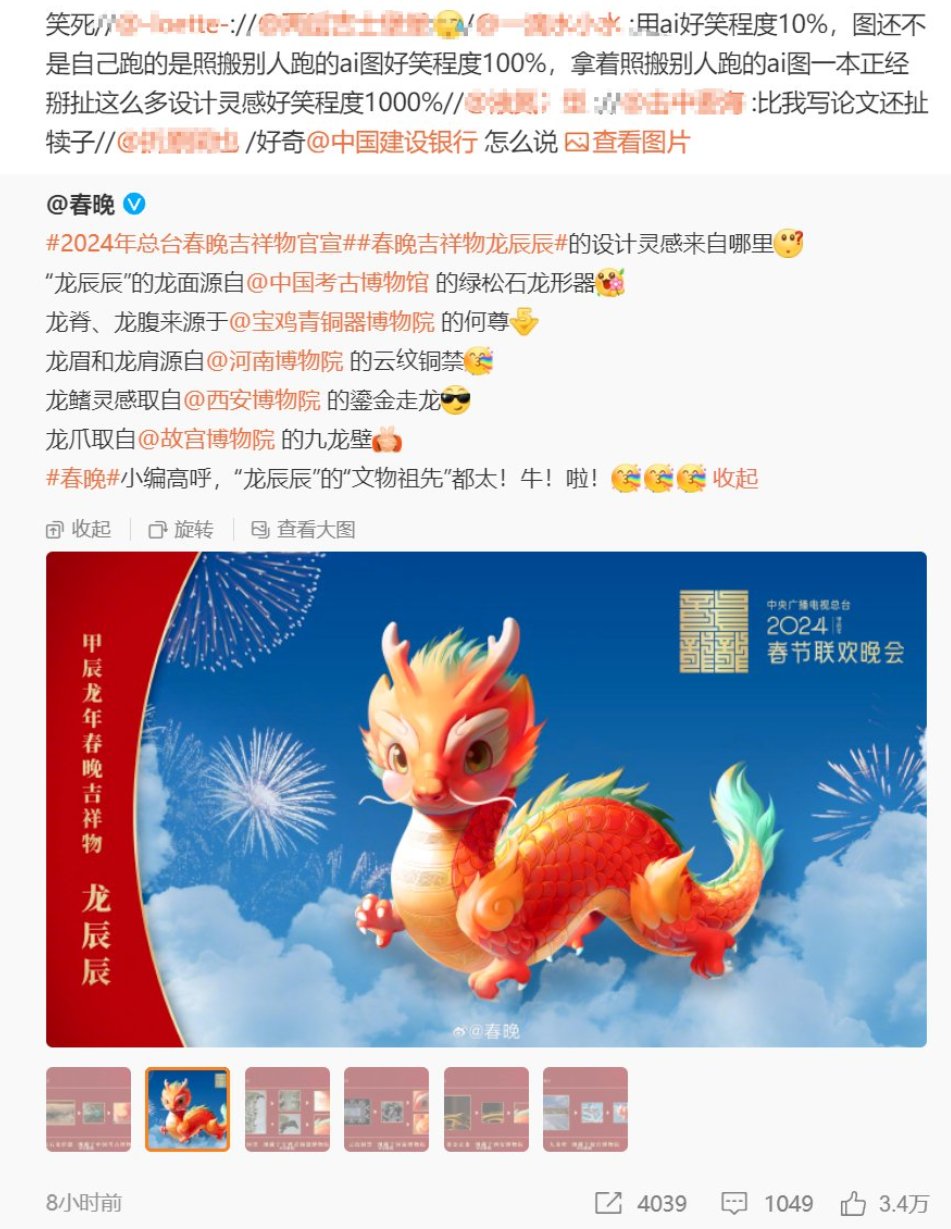 笑死//
://
:用ai好笑程度10%，图还不
是自己跑的是照搬别人跑的ai图好笑程度100%，拿着照搬别人跑的ai图一本正经
掰扯这么多设计灵感好笑程度1000%//
://
:比我写论文还扯
犊子//
/好奇@中国建设银行 怎么说 查看图片
@春晚
#2024年总台春晚吉祥物官宣##春晚吉祥物龙辰辰#的设计灵感来自哪里
“龙辰辰”的龙面源自@中国考古博物馆 的绿松石龙形器
龙脊、龙腹来源于@宝鸡青铜器博物院 的何尊
龙眉和龙肩源自@河南博物院 的云纹铜禁
龙鳍灵感取自@西安博物院 的鎏金走龙
龙爪取自@故宫博物院 的九龙壁
#春晚#小编高呼，“龙辰辰”的“文物祖先”都太！牛！啦！ 收起
收起 旋转 查看大图
甲辰龙年春晚吉祥物 龙辰辰
中央广播电视总台
2024
春节联欢晚会
@春晚
8小时前 4039 1049 3.4万